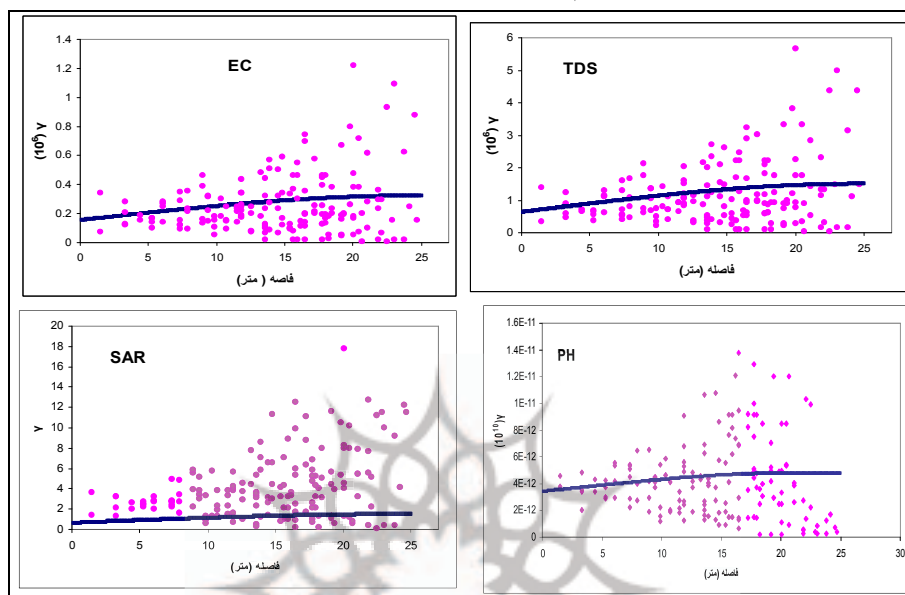 EC
1.4
1.2
1
0.8
0.6
0.4
0.2
0
(10⁶) γ
0 5 10 15 20 25
فاصه ( متر)
TDS
6
5
4
3
2
1
0
(10⁶) γ
0 5 10 15 20 25
فاصله (متر)
SAR
20
18
16
14
12
10
8
6
4
2
0
γ
0 5 10 15 20 25
فاصله (متر)
PH
1.6E-11
1.4E-11
1.2E-11
1E-11
8E-12
6E-12
4E-12
2E-12
0
(10¹⁰) γ
0 5 10 15 20 25 30
فاصله (متر)